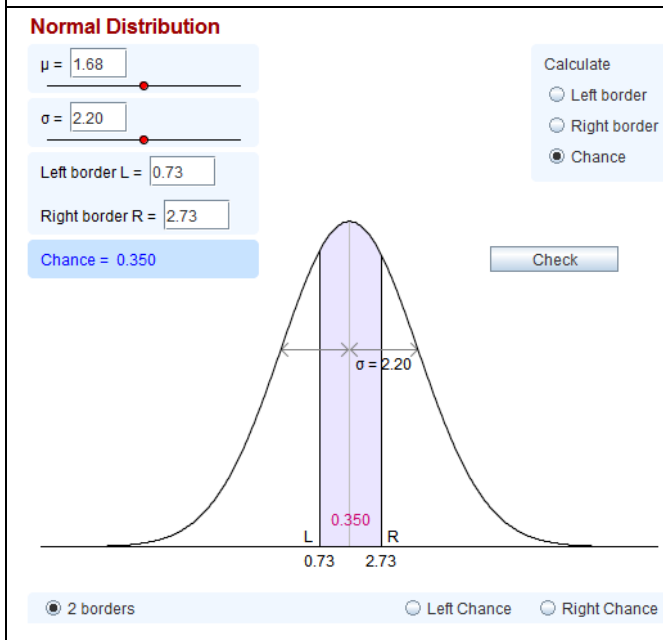 Normal Distribution
μ = 1.68
σ = 2.20
Left border L = 0.73
Right border R = 2.73
Chance = 0.350
Calculate
Left border
Right border
Chance
Check
σ = 2.20
0.350
L R
0.73 2.73
2 borders Left Chance Right Chance